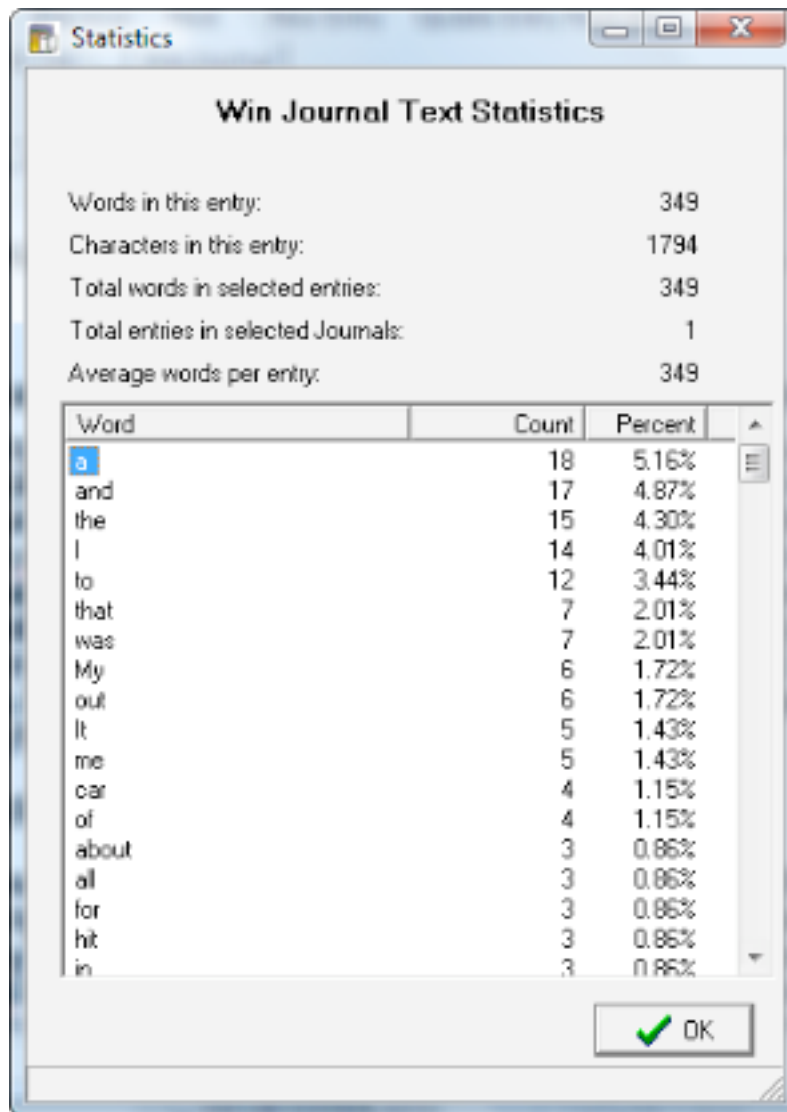 Statistics
Win Journal Text Statistics
Words in this entry: 349
Characters in this entry: 1794
Total words in selected entries: 349
Total entries in selected Journals: 1
Average words per entry: 349
Word Count Percent
a 18 5.16%
and 17 4.87%
the 15 4.30%
I 14 4.01%
to 12 3.44%
that 7 2.01%
was 7 2.01%
My 6 1.72%
out 6 1.72%
It 5 1.43%
me 5 1.43%
car 4 1.15%
of 4 1.15%
about 3 0.86%
all 3 0.86%
for 3 0.86%
hit 3 0.86%
in 3 0.86%
OK